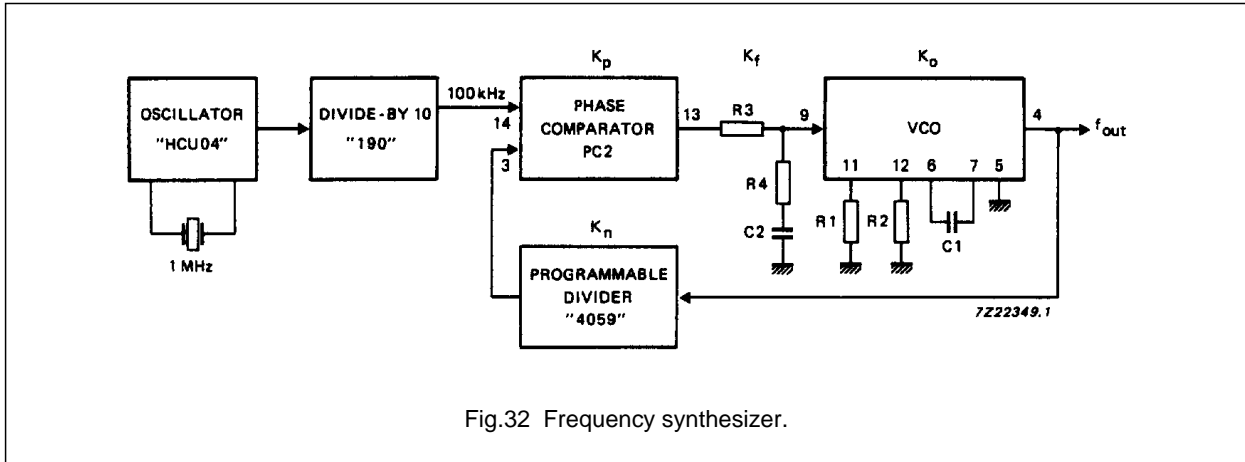 Kp
Kf
Ko
OSCILLATOR
"HCU04"
DIVIDE-BY 10
"190"
100 kHz
14
3
PHASE
COMPARATOR
PC2
13
R3
9
R4
C2
VCO
4
fout
11
12
6
7
5
R1
R2
C1
1 MHz
Kn
PROGRAMMABLE
DIVIDER
"4059"
7Z22349.1
Fig.32 Frequency synthesizer.